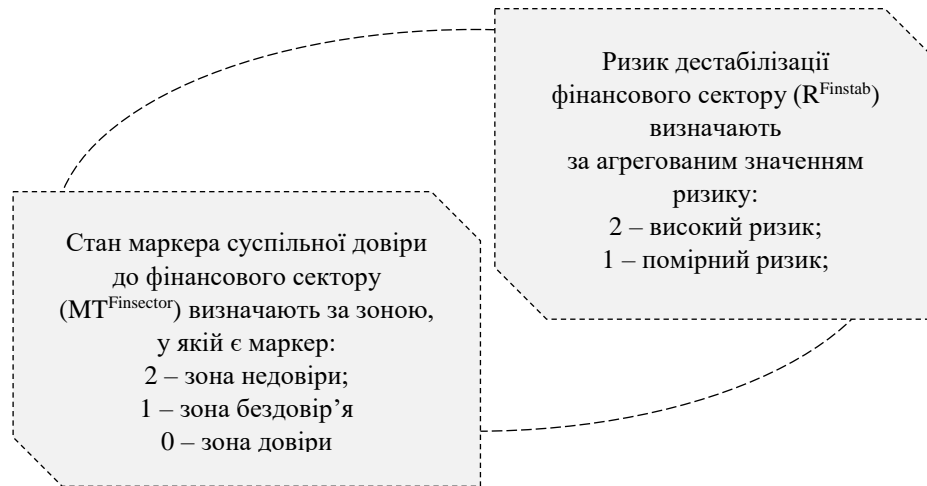 Ризик дестабілізації
фінансового сектору (R^Finstab)
визначають
за агрегованим значенням
ризику:
2 – високий ризик;
1 – помірний ризик;
Стан маркера суспільної довіри
до фінансового сектору
(MT^Finsector) визначають за зоною,
у якій є маркер:
2 – зона недовіри;
1 – зона бездовір’я
0 – зона довіри